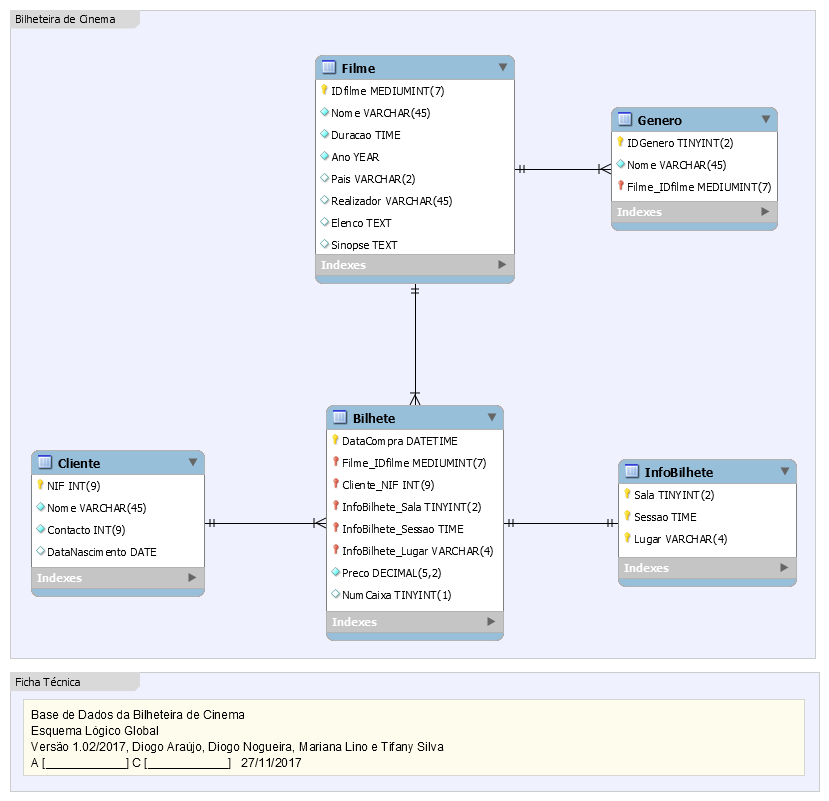 Bilheteira de Cinema
Filme
IDfilme MEDIUMINT(7)
Nome VARCHAR(45)
Duracao TIME
Ano YEAR
Pais VARCHAR(2)
Realizador VARCHAR(45)
Elenco TEXT
Sinopse TEXT
Indexes
Genero
IDGenero TINYINT(2)
Nome VARCHAR(45)
Filme_IDfilme MEDIUMINT(7)
Indexes
Cliente
NIF INT(9)
Nome VARCHAR(45)
Contacto INT(9)
DataNascimento DATE
Indexes
Bilhete
DataCompra DATETIME
Filme_IDfilme MEDIUMINT(7)
Cliente_NIF INT(9)
InfoBilhete_Sala TINYINT(2)
InfoBilhete_Sessao TIME
InfoBilhete_Lugar VARCHAR(4)
Preco DECIMAL(5,2)
NumCaixa TINYINT(1)
Indexes
InfoBilhete
Sala TINYINT(2)
Sessao TIME
Lugar VARCHAR(4)
Indexes
Ficha Técnica
Base de Dados da Bilheteira de Cinema
Esquema Lógico Global
Versão 1.02/2017, Diogo Araújo, Diogo Nogueira, Mariana Lino e Tifany Silva
A [____________] C [____________] 27/11/2017